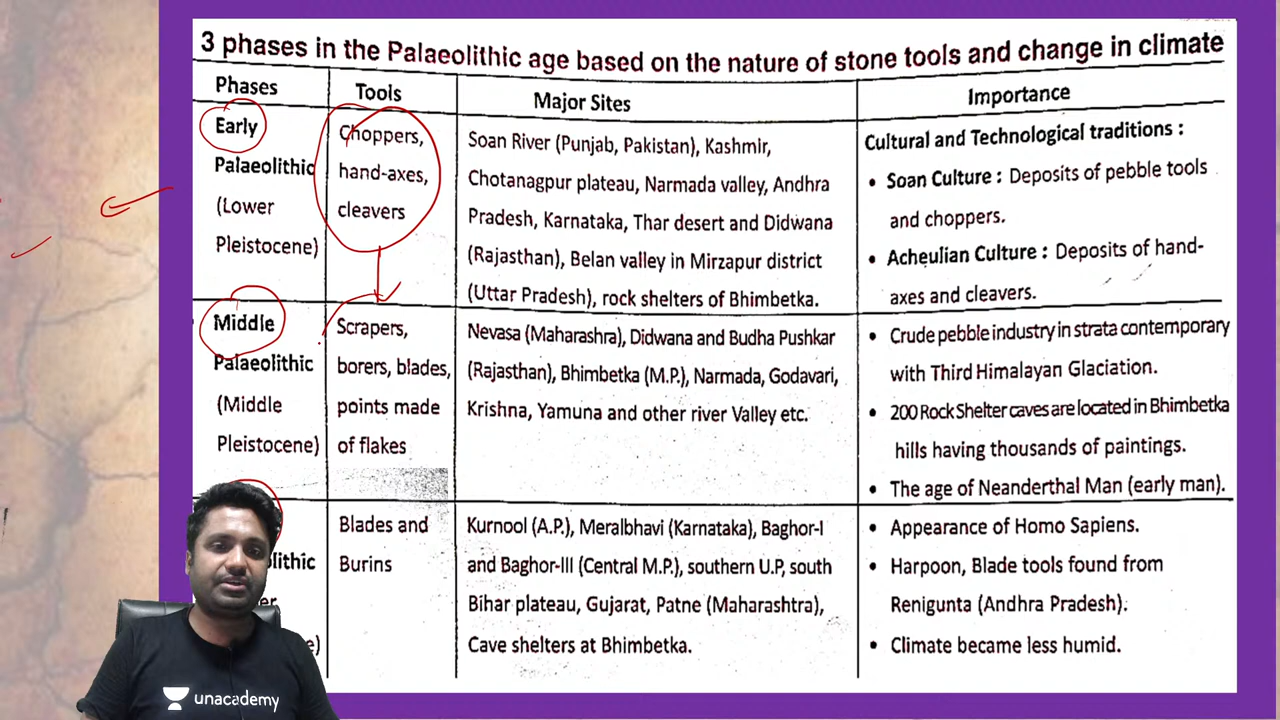 3 phases in the Palaeolithic age based on the nature of stone tools and change in climate
Phases
Tools
Major Sites
Importance
Early
Palaeolithic
(Lower
Pleistocene)
Choppers,
hand-axes,
cleavers
Soan River (Punjab, Pakistan), Kashmir,
Chotanagpur plateau, Narmada valley, Andhra
Pradesh, Karnataka, Thar desert and Didwana
(Rajasthan), Belan valley in Mirzapur district
(Uttar Pradesh), rock shelters of Bhimbetka.
Cultural and Technological traditions :
• Soan Culture : Deposits of pebble tools
and choppers.
• Acheulian Culture : Deposits of hand-
axes and cleavers.
Middle
Palaeolithic
(Middle
Pleistocene)
Scrapers,
borers, blades,
points made
of flakes
Nevasa (Maharashra), Didwana and Budha Pushkar
(Rajasthan), Bhimbetka (M.P.), Narmada, Godavari,
Krishna, Yamuna and other river Valley etc.
• Crude pebble industry in strata contemporary
with Third Himalayan Glaciation.
• 200 Rock Shelter caves are located in Bhimbetka
hills having thousands of paintings.
• The age of Neanderthal Man (early man).
Blades and
Burins
Kurnool (A.P.), Meralbhavi (Karnataka), Baghor-I
and Baghor-III (Central M.P.), southern U.P, south
Bihar plateau, Gujarat, Patne (Maharashtra),
Cave shelters at Bhimbetka.
• Appearance of Homo Sapiens.
• Harpoon, Blade tools found from
Renigunta (Andhra Pradesh).
• Climate became less humid.
unacademy